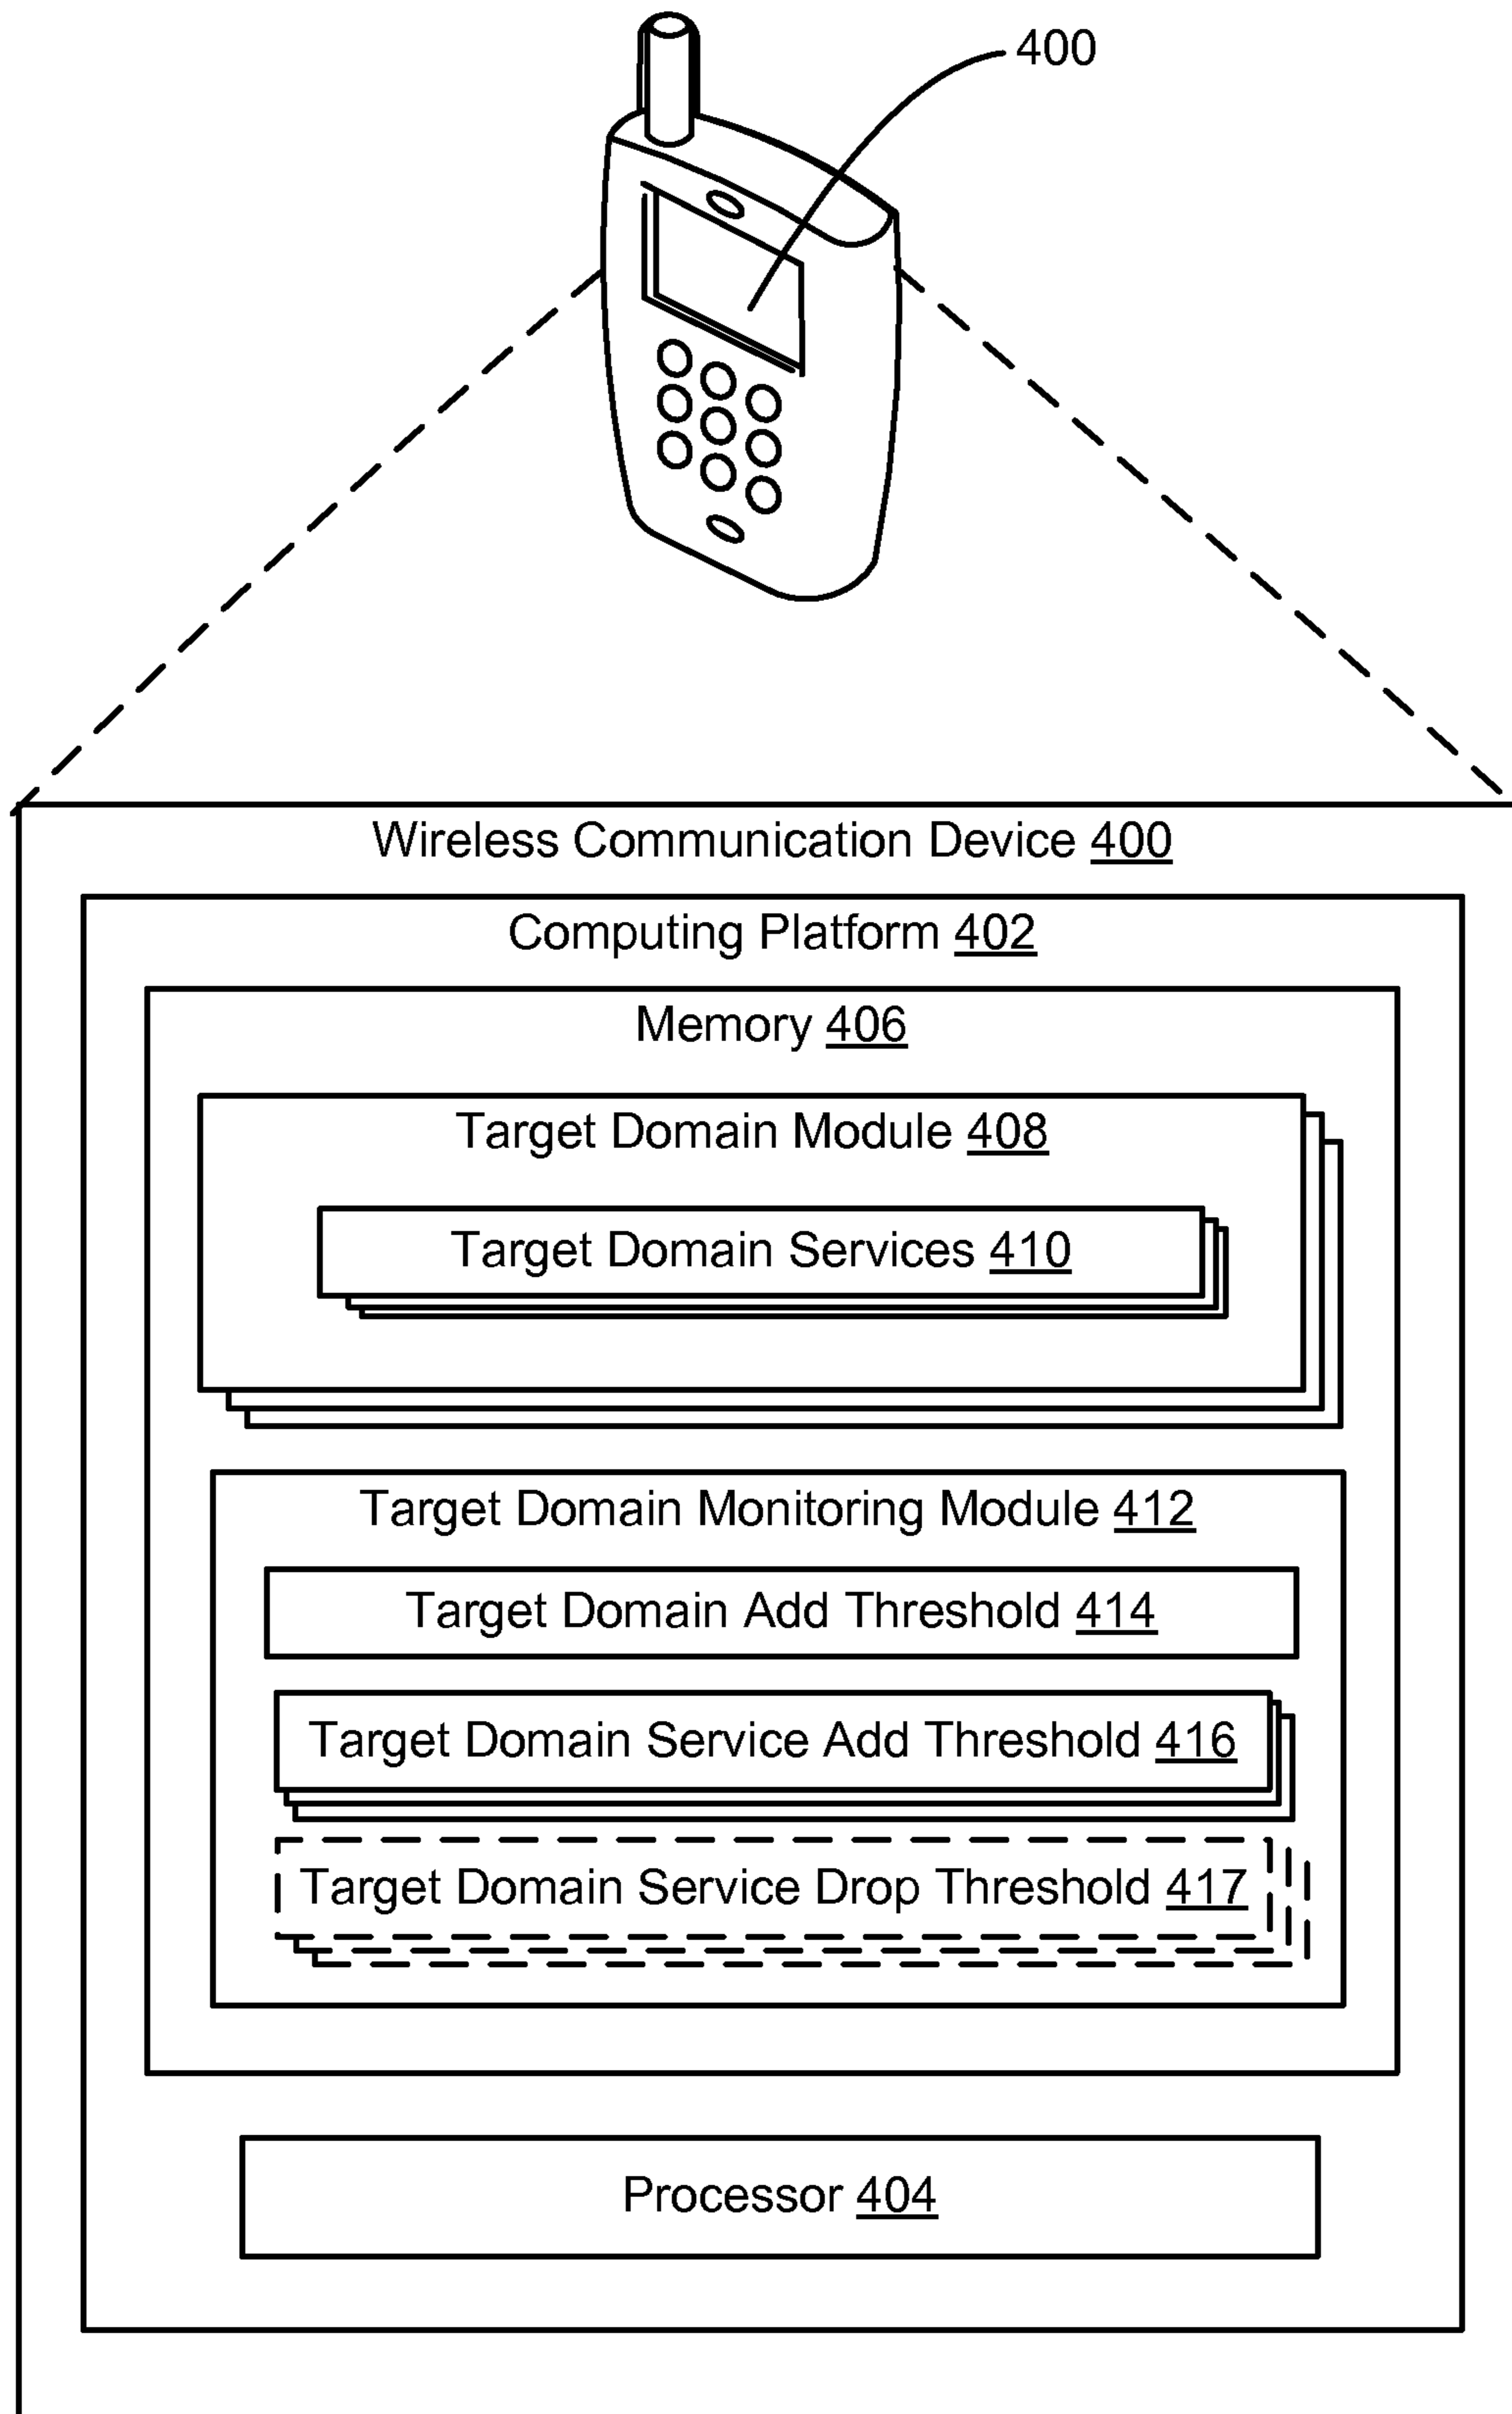 400
Wireless Communication Device 400
Computing Platform 402
Memory 406
Target Domain Module 408
Target Domain Services 410
Target Domain Monitoring Module 412
Target Domain Add Threshold 414
Target Domain Service Add Threshold 416
Target Domain Service Drop Threshold 417
Processor 404